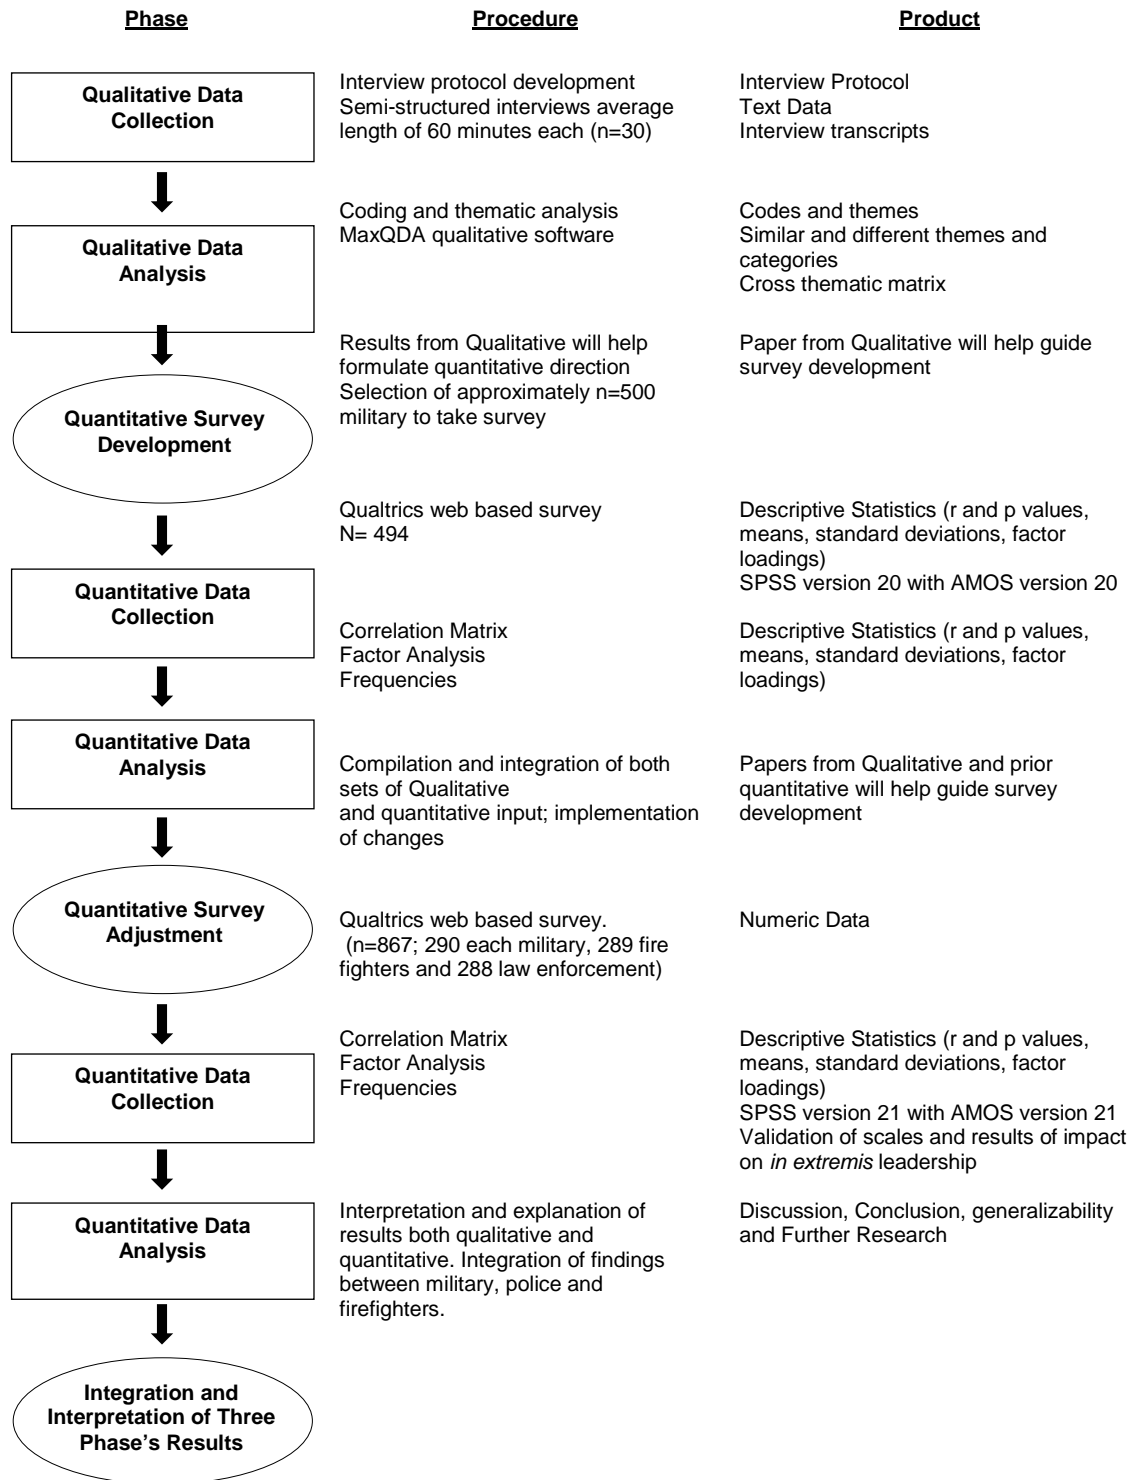 Phase
Procedure
Product
Qualitative Data
Collection
Interview protocol development
Semi-structured interviews average
length of 60 minutes each (n=30)
Interview Protocol
Text Data
Interview transcripts
Qualitative Data
Analysis
Coding and thematic analysis
MaxQDA qualitative software
Codes and themes
Similar and different themes and
categories
Cross thematic matrix
Quantitative Survey
Development
Results from Qualitative will help
formulate quantitative direction
Selection of approximately n=500
military to take survey
Paper from Qualitative will help guide
survey development
Quantitative Data
Collection
Qualtrics web based survey
N= 494
Descriptive Statistics (r and p values,
means, standard deviations, factor
loadings)
SPSS version 20 with AMOS version 20
Quantitative Data
Analysis
Correlation Matrix
Factor Analysis
Frequencies
Descriptive Statistics (r and p values,
means, standard deviations, factor
loadings)
Quantitative Survey
Adjustment
Compilation and integration of both
sets of Qualitative
and quantitative input; implementation
of changes
Papers from Qualitative and prior
quantitative will help guide survey
development
Quantitative Data
Collection
Qualtrics web based survey.
(n=867; 290 each military, 289 fire
fighters and 288 law enforcement)
Numeric Data
Quantitative Data
Analysis
Correlation Matrix
Factor Analysis
Frequencies
Descriptive Statistics (r and p values,
means, standard deviations, factor
loadings)
SPSS version 21 with AMOS version 21
Validation of scales and results of impact
on in extremis leadership
Integration and
Interpretation of Three
Phase's Results
Interpretation and explanation of
results both qualitative and
quantitative. Integration of findings
between military, police and
firefighters.
Discussion, Conclusion, generalizability
and Further Research